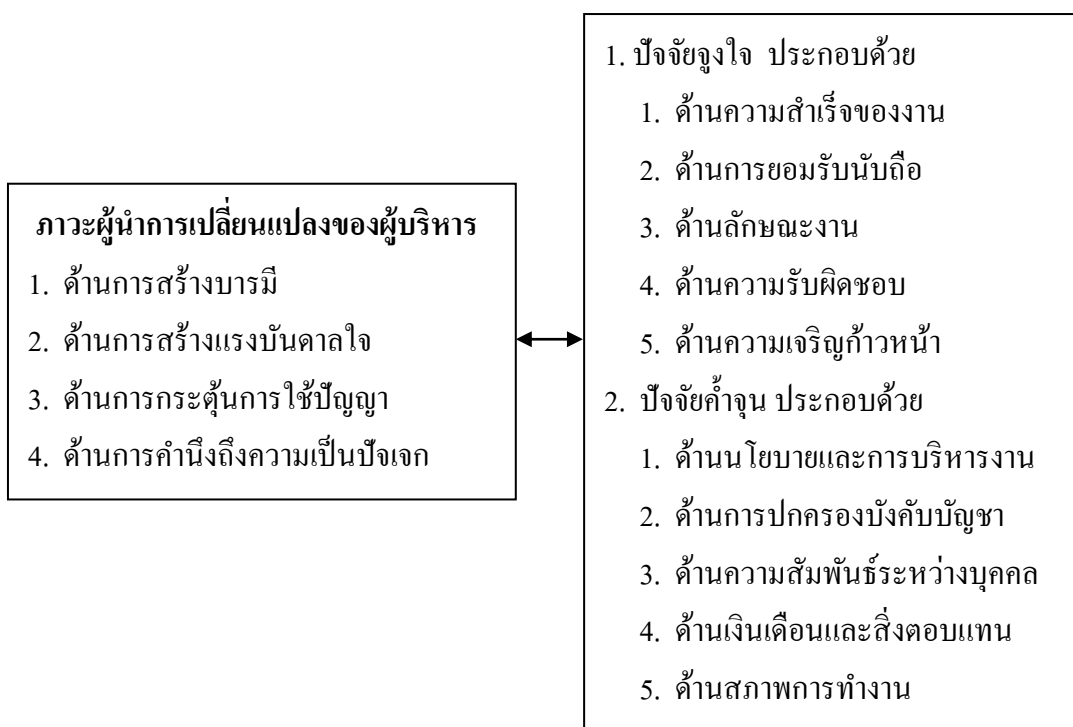 ภาวะผู้นำการเปลี่ยนแปลงของผู้บริหาร
1. ด้านการสร้างบารมี
2. ด้านการสร้างแรงบันดาลใจ
3. ด้านการกระตุ้นการใช้ปัญญา
4. ด้านการคำนึงถึงความเป็นปัจเจก
1. ปัจจัยจูงใจ ประกอบด้วย
1. ด้านความสำเร็จของงาน
2. ด้านการยอมรับนับถือ
3. ด้านลักษณะงาน
4. ด้านความรับผิดชอบ
5. ด้านความเจริญก้าวหน้า
2. ปัจจัยค้ำจุน ประกอบด้วย
1. ด้านนโยบายและการบริหารงาน
2. ด้านการปกครองบังคับบัญชา
3. ด้านความสัมพันธ์ระหว่างบุคคล
4. ด้านเงินเดือนและสิ่งตอบแทน
5. ด้านสภาพการทำงาน